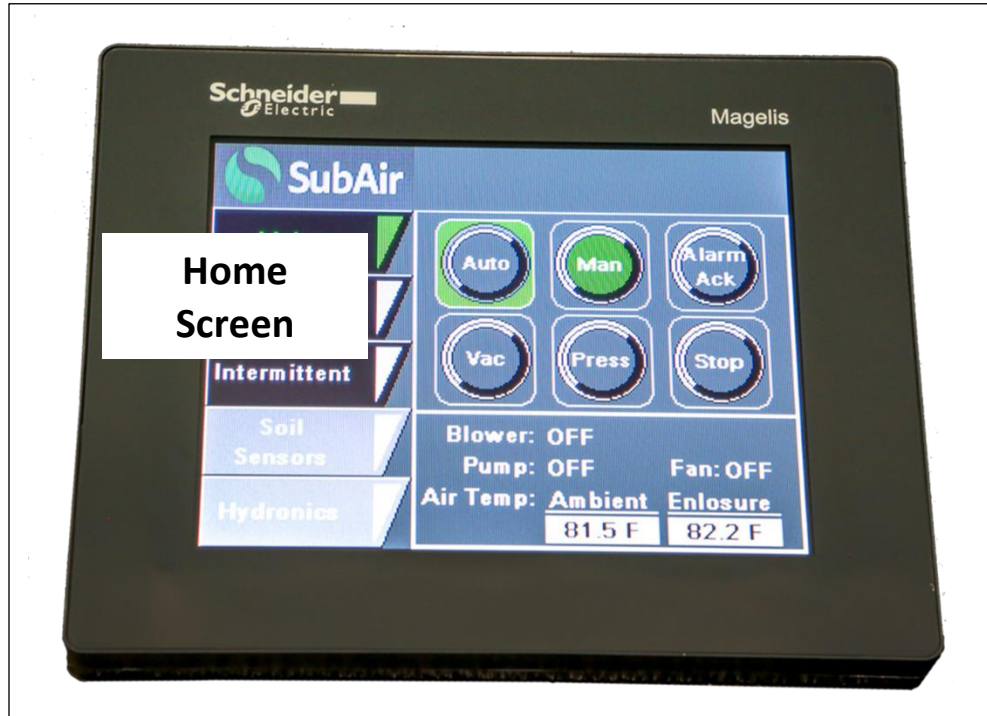 Schneider
Electric
Magelis
SubAir
Home
Screen
Intermittent
Soil
Sensors
Hydronics
Auto
Man
Alarm
Ack
Vac
Press
Stop
Blower: OFF
Pump: OFF
Fan: OFF
Air Temp: Ambient Enlosure
81.5 F 82.2 F